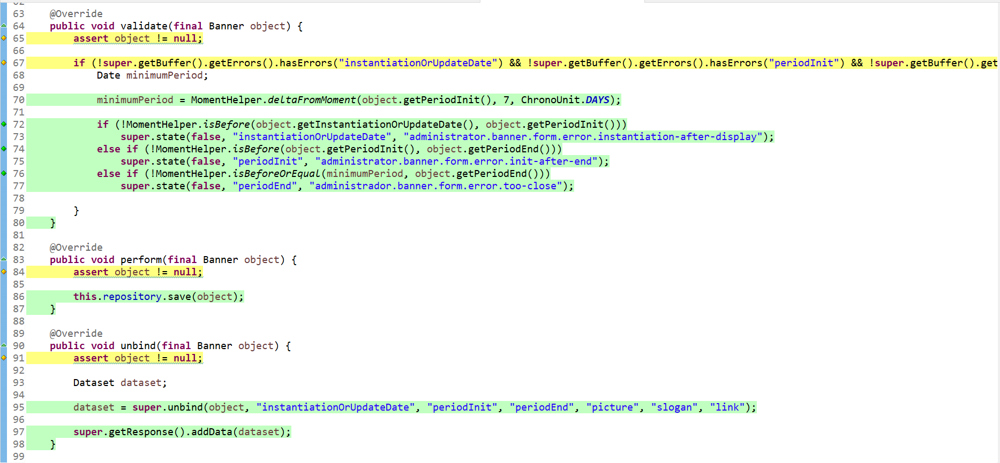 63 @Override
64 public void validate(final Banner object) {
65 assert object != null;
66
67 if (!super.getBuffer().getErrors().hasErrors("instantiationOrUpdateDate") && !super.getBuffer().getErrors().hasErrors("periodInit") && !super.getBuffer().get
68 Date minimumPeriod;
69
70 minimumPeriod = MomentHelper.deltaFromMoment(object.getPeriodInit(), 7, ChronoUnit.DAYS);
71
72 if (!MomentHelper.isBefore(object.getInstantiationOrUpdateDate(), object.getPeriodInit()))
73 super.state(false, "instantiationOrUpdateDate", "administrator.banner.form.error.instantiation-after-display");
74 else if (!MomentHelper.isBefore(object.getPeriodInit(), object.getPeriodEnd()))
75 super.state(false, "periodInit", "administrator.banner.form.error.init-after-end");
76 else if (!MomentHelper.isBeforeOrEqual(minimumPeriod, object.getPeriodEnd()))
77 super.state(false, "periodEnd", "administrador.banner.form.error.too-close");
78
79 }
80 }
81
82 @Override
83 public void perform(final Banner object) {
84 assert object != null;
85
86 this.repository.save(object);
87 }
88
89 @Override
90 public void unbind(final Banner object) {
91 assert object != null;
92
93 Dataset dataset;
94
95 dataset = super.unbind(object, "instantiationOrUpdateDate", "periodInit", "periodEnd", "picture", "slogan", "link");
96
97 super.getResponse().addData(dataset);
98 }
99